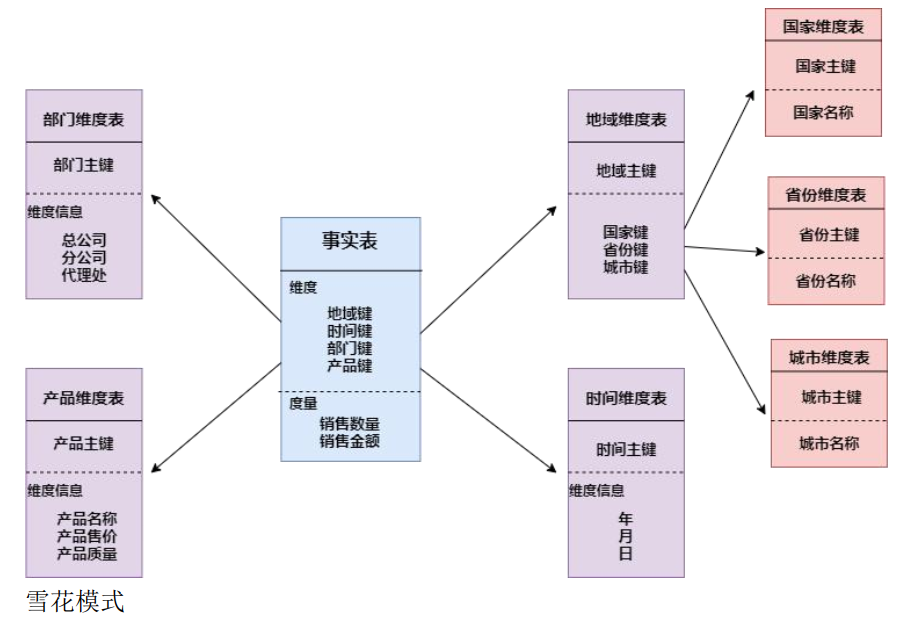 部门维度表
部门主键
维度信息
总公司
分公司
代理处
产品维度表
产品主键
维度信息
产品名称
产品售价
产品质量
事实表
维度
地域键
时间键
部门键
产品键
度量
销售数量
销售金额
地域维度表
地域主键
国家键
省份键
城市键
时间维度表
时间主键
维度信息
年
月
日
国家维度表
国家主键
国家名称
省份维度表
省份主键
省份名称
城市维度表
城市主键
城市名称
雪花模式